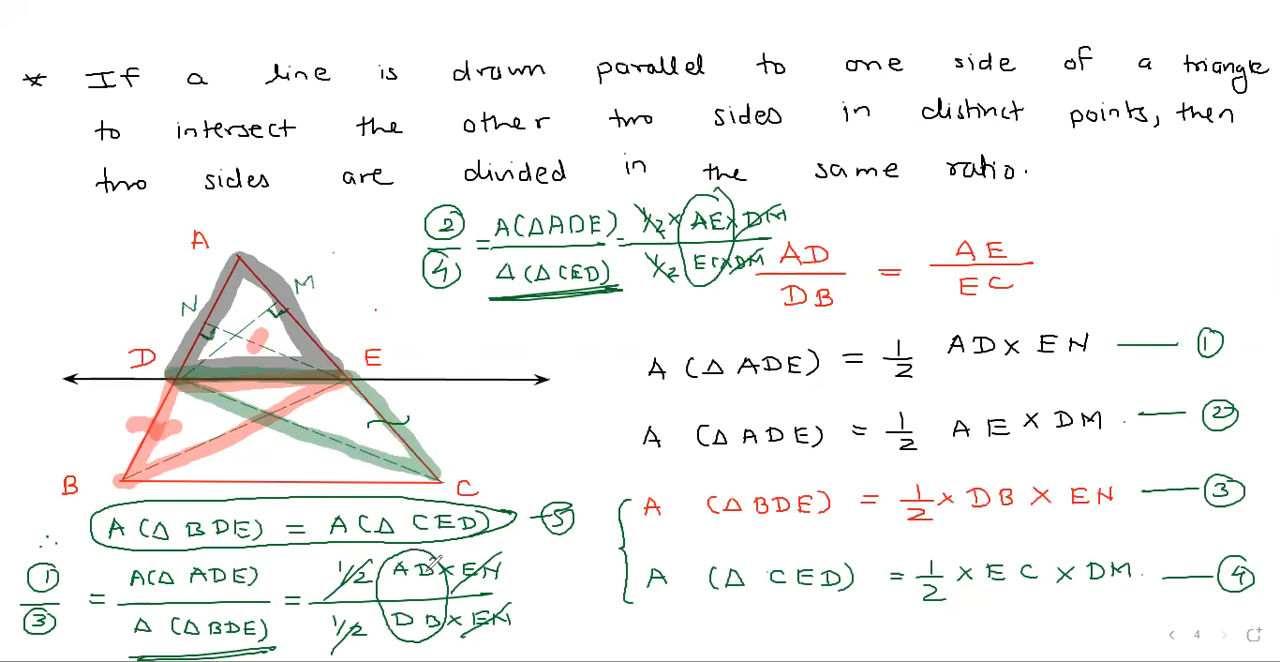 * If a line is drawn parallel to one side of a triangle
to intersect the other two sides in distinct points, then
two sides are divided in the same ratio.
②/④ = A(ΔADE)/Δ(ΔCED) = ½ × AE × DM / ½ EC × DM
AD/DB = AE/EC
A
N M
D E
B C
A (Δ ADE) = ½ AD × EN — ①
A (Δ ADE) = ½ AE × DM — ②
A (Δ BDE) = ½ × DB × EN — ③
A (Δ CED) = ½ × EC × DM — ④
∴ A (Δ BDE) = A (Δ CED) — ⑤
①/③ = A(Δ ADE)/Δ (Δ BDE) = 1/2 AD × EN / 1/2 DB × EN
< 4 >